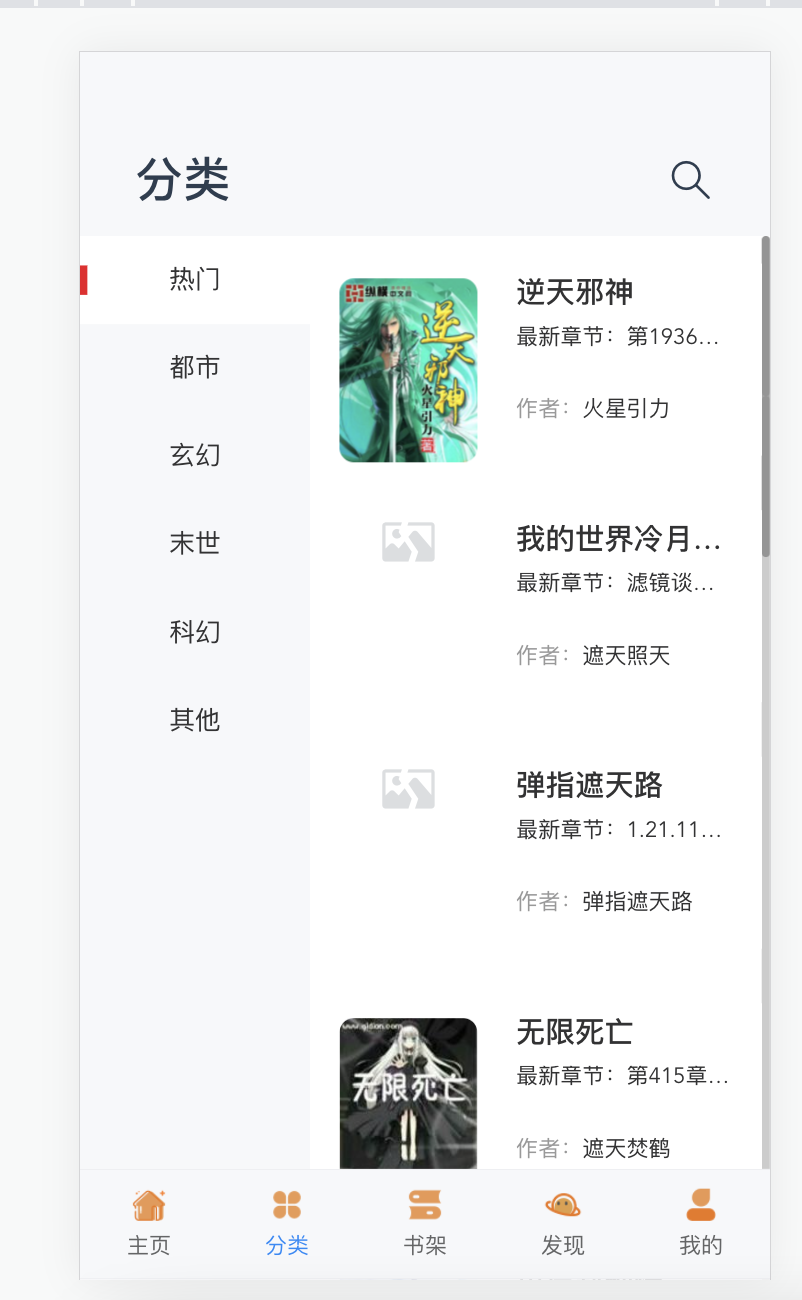 分类
热门
都市
玄幻
末世
科幻
其他
纵横
逆天邪神
火星引力
著
逆天邪神
最新章节：第1936...
作者：火星引力
我的世界冷月...
最新章节：滤镜谈...
作者：遮天照天
弹指遮天路
最新章节：1.21.11...
作者：弹指遮天路
www.qidian.com
无限死亡
无限死亡
最新章节：第415章...
作者：遮天焚鹤
主页
分类
书架
发现
我的